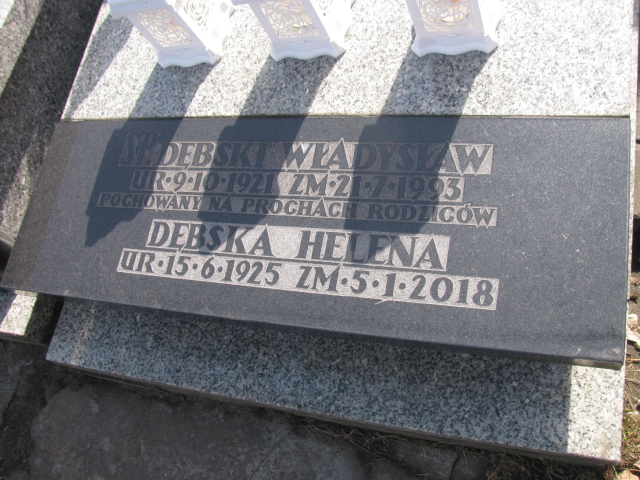 ŚP. DĘBSKI WŁADYSŁAW
UR·9·10·1921 ZM·21·7·1993
POCHOWANY NA PROCHACH RODZICÓW
DĘBSKA HELENA
UR·15·6·1925 ZM·5·1·2018